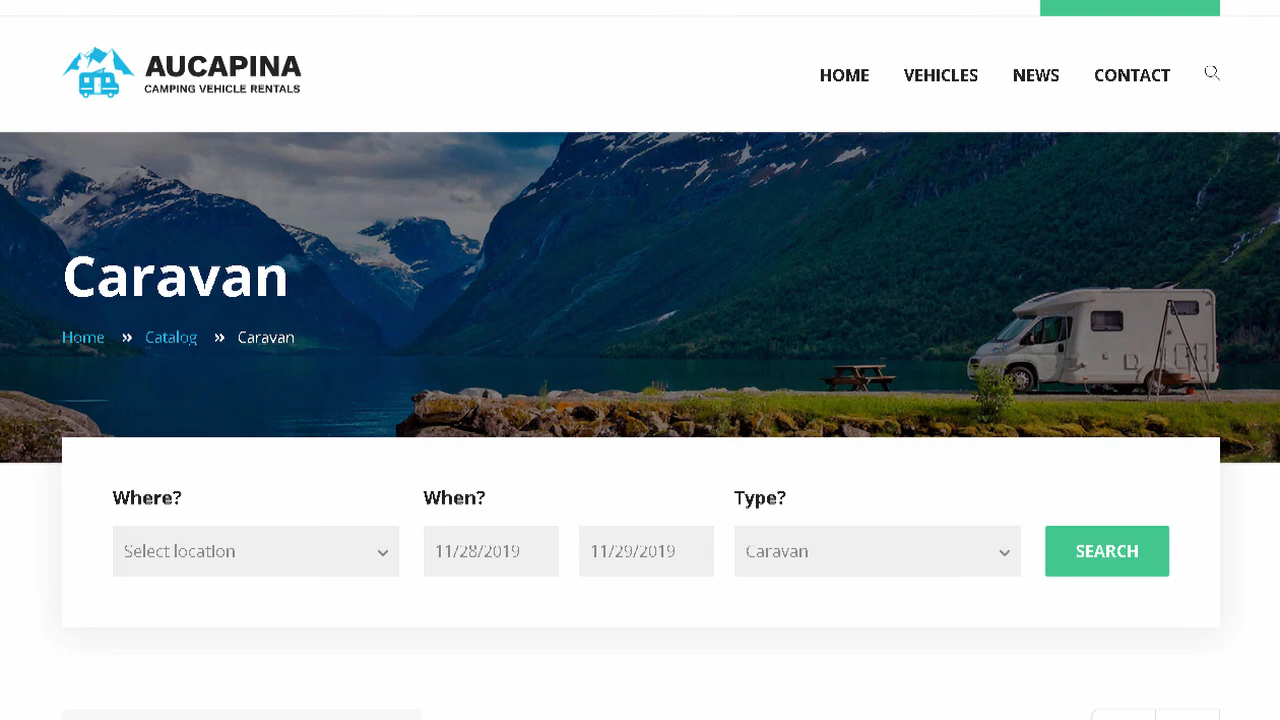 AUCAPINA
CAMPING VEHICLE RENTALS
HOME VEHICLES NEWS CONTACT
Caravan
Home » Catalog » Caravan
Where? When? Type?
Select location 11/28/2019 11/29/2019 Caravan SEARCH